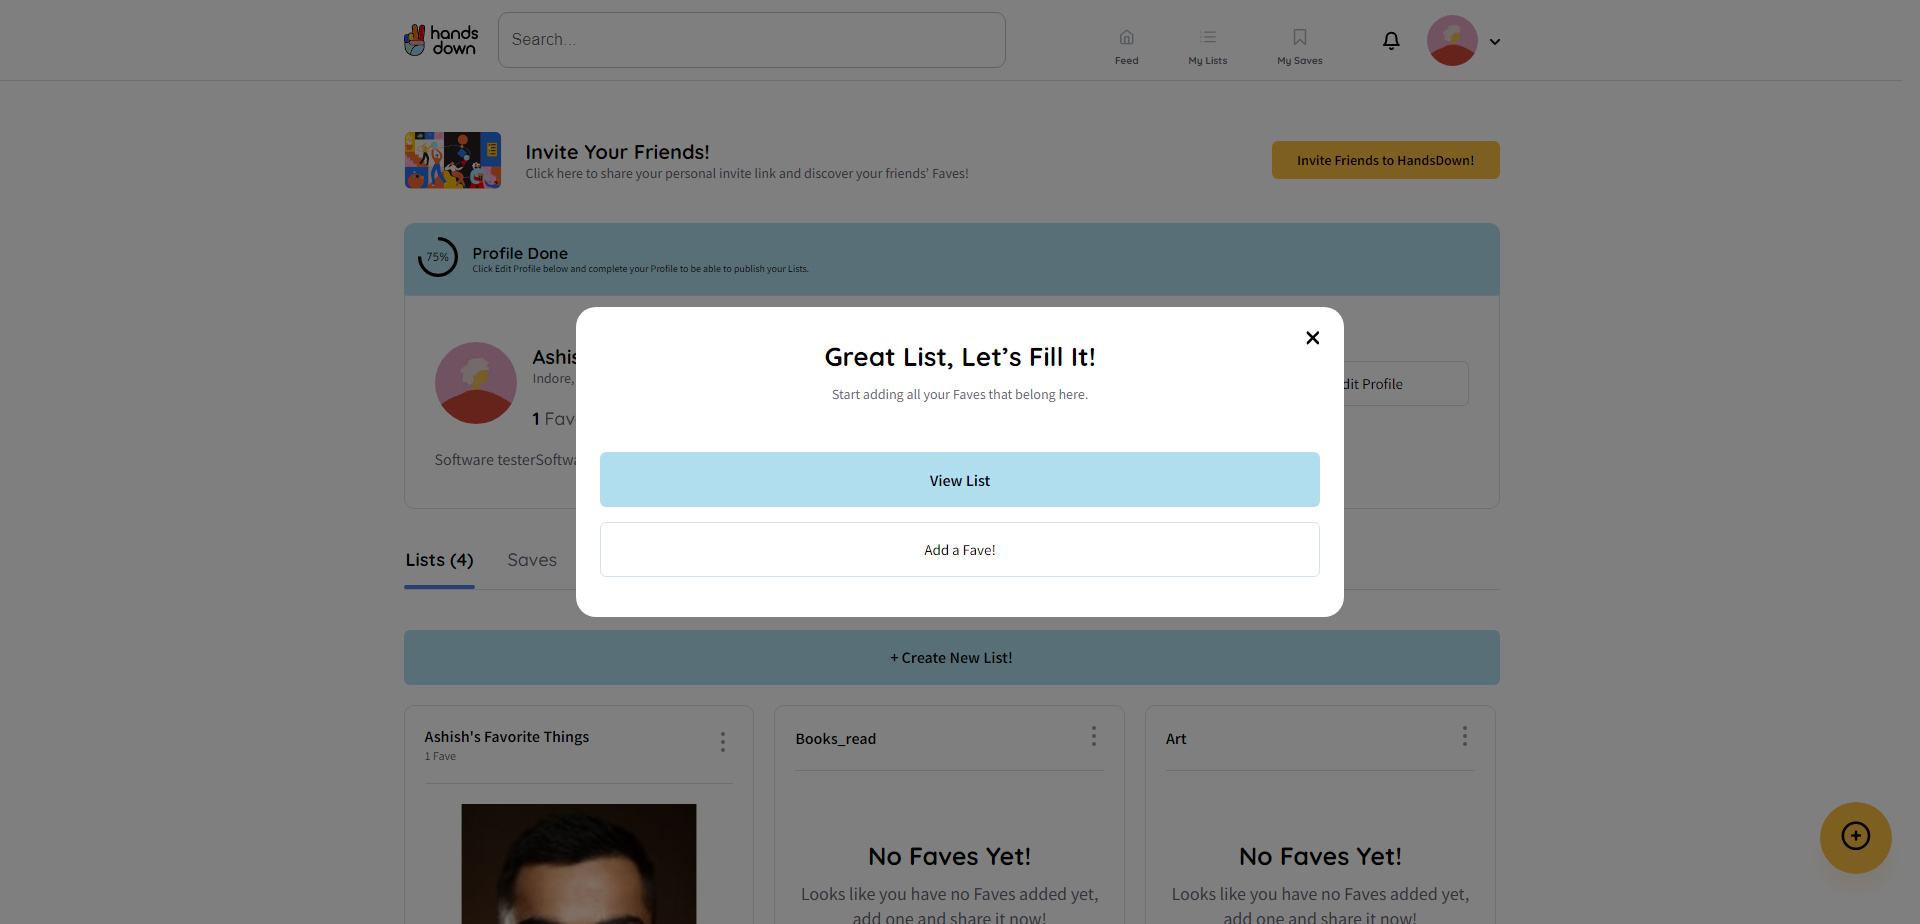 hands
down
Search...
Feed
My Lists
My Saves
Invite Your Friends!
Click here to share your personal invite link and discover your friends' Faves!
Invite Friends to HandsDown!
75%
Profile Done
Click Edit Profile below and complete your Profile to be able to publish your Lists.
Ashis
Indore,
1 Fav
Software testerSoftwa
dit Profile
Great List, Let’s Fill It!
Start adding all your Faves that belong here.
View List
Add a Fave!
Lists (4)
Saves
+ Create New List!
Ashish's Favorite Things
1 Fave
Books_read
No Faves Yet!
Looks like you have no Faves added yet,
add one and share it now!
Art
No Faves Yet!
Looks like you have no Faves added yet,
add one and share it now!